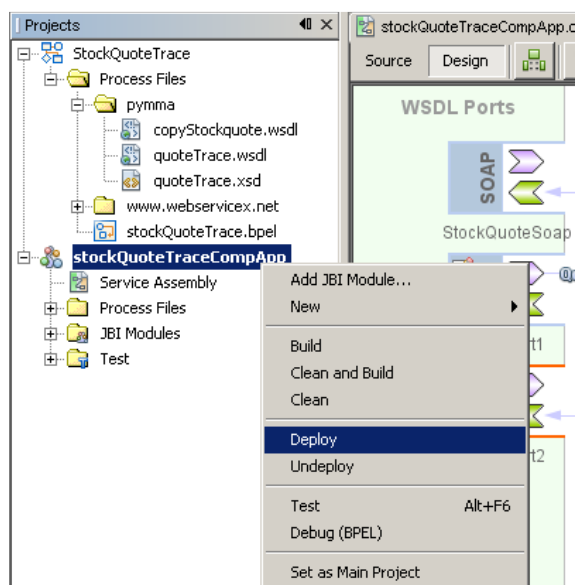 Projects
StockQuoteTrace
Process Files
pymma
copyStockquote.wsdl
quoteTrace.wsdl
quoteTrace.xsd
www.webservicex.net
stockQuoteTrace.bpel
stockQuoteTraceCompApp
Service Assembly
Process Files
JBI Modules
Test
stockQuoteTraceCompApp.c
Source Design
WSDL Ports
SOAP
StockQuoteSoap
t1
t2
Add JBI Module...
New
Build
Clean and Build
Clean
Deploy
Undeploy
Test Alt+F6
Debug (BPEL)
Set as Main Project